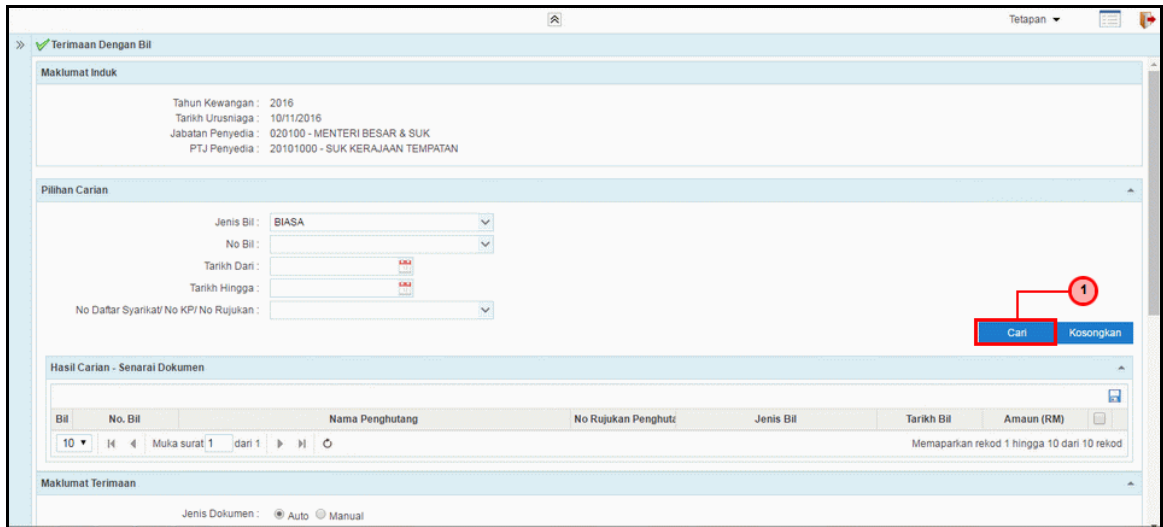 Tetapan
Terimaan Dengan Bil
Maklumat Induk
Tahun Kewangan : 2016
Tarikh Urusniaga : 10/11/2016
Jabatan Penyedia : 020100 - MENTERI BESAR & SUK
PTJ Penyedia : 20101000 - SUK KERAJAAN TEMPATAN
Pilihan Carian
Jenis Bil : BIASA
No Bil :
Tarikh Dari :
Tarikh Hingga :
No Daftar Syarikat/ No KP/ No Rujukan :
1
Cari Kosongkan
Hasil Carian - Senarai Dokumen
Bil No. Bil Nama Penghutang No Rujukan Penghuta Jenis Bil Tarikh Bil Amaun (RM)
10 Muka surat 1 dari 1 Memaparkan rekod 1 hingga 10 dari 10 rekod
Maklumat Terimaan
Jenis Dokumen : Auto Manual